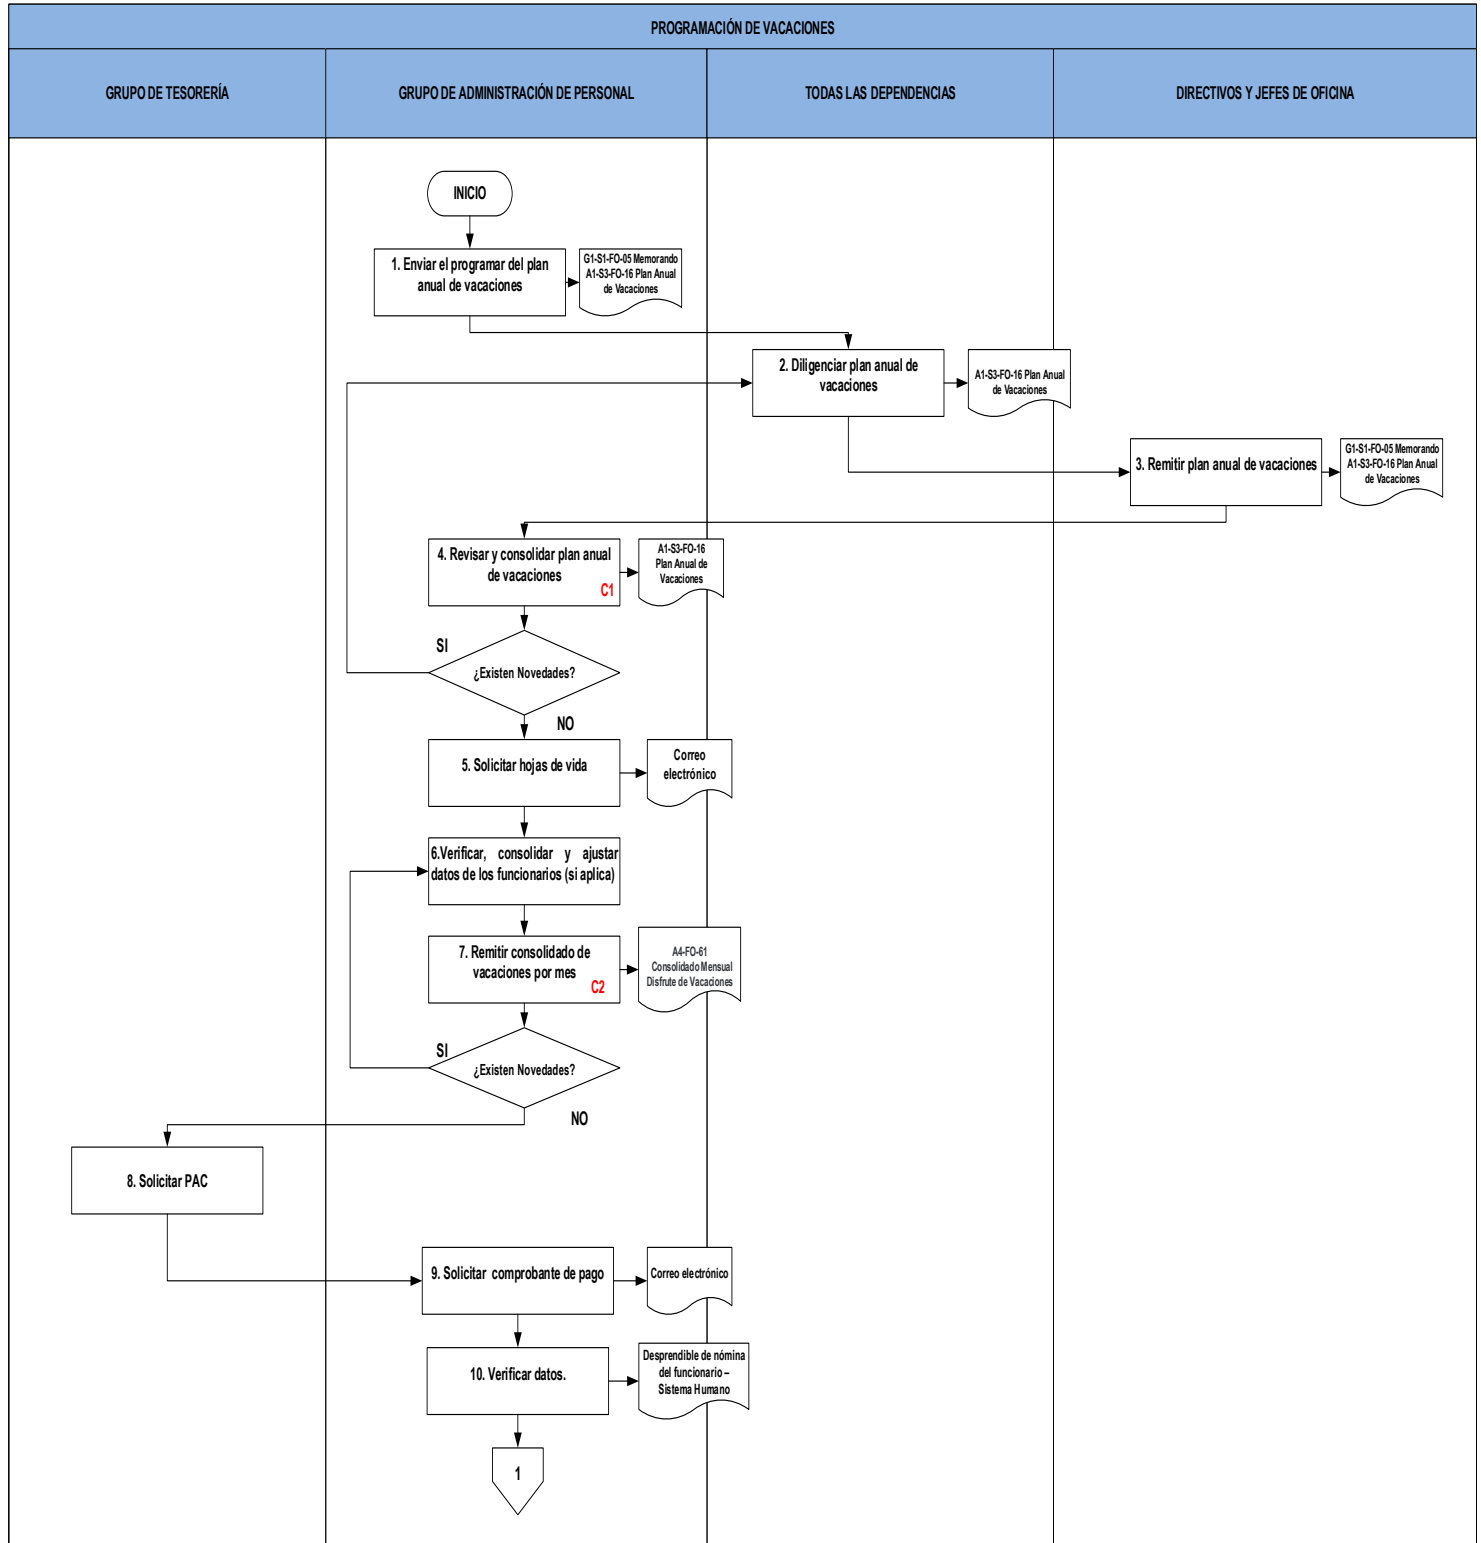 PROGRAMACIÓN DE VACACIONES
GRUPO DE TESORERÍA
GRUPO DE ADMINISTRACIÓN DE PERSONAL
TODAS LAS DEPENDENCIAS
DIRECTIVOS Y JEFES DE OFICINA
INICIO
1. Enviar el programar del plan
anual de vacaciones
G1-S1-FO-05 Memorando
A1-S3-FO-16 Plan Anual
de Vacaciones
2. Diligenciar plan anual de
vacaciones
A1-S3-FO-16 Plan Anual
de Vacaciones
3. Remitir plan anual de vacaciones
G1-S1-FO-05 Memorando
A1-S3-FO-16 Plan Anual
de Vacaciones
4. Revisar y consolidar plan anual
de vacaciones
C1
A1-S3-FO-16
Plan Anual de
Vacaciones
SI
¿Existen Novedades?
NO
5. Solicitar hojas de vida
Correo
electrónico
6.Verificar, consolidar y ajustar
datos de los funcionarios (si aplica)
7. Remitir consolidado de
vacaciones por mes
C2
A4-FO-61
Consolidado Mensual
Disfrute de Vacaciones
SI
¿Existen Novedades?
NO
8. Solicitar PAC
9. Solicitar comprobante de pago
Correo electrónico
10. Verificar datos.
Desprendible de nómina
del funcionario –
Sistema Humano
1